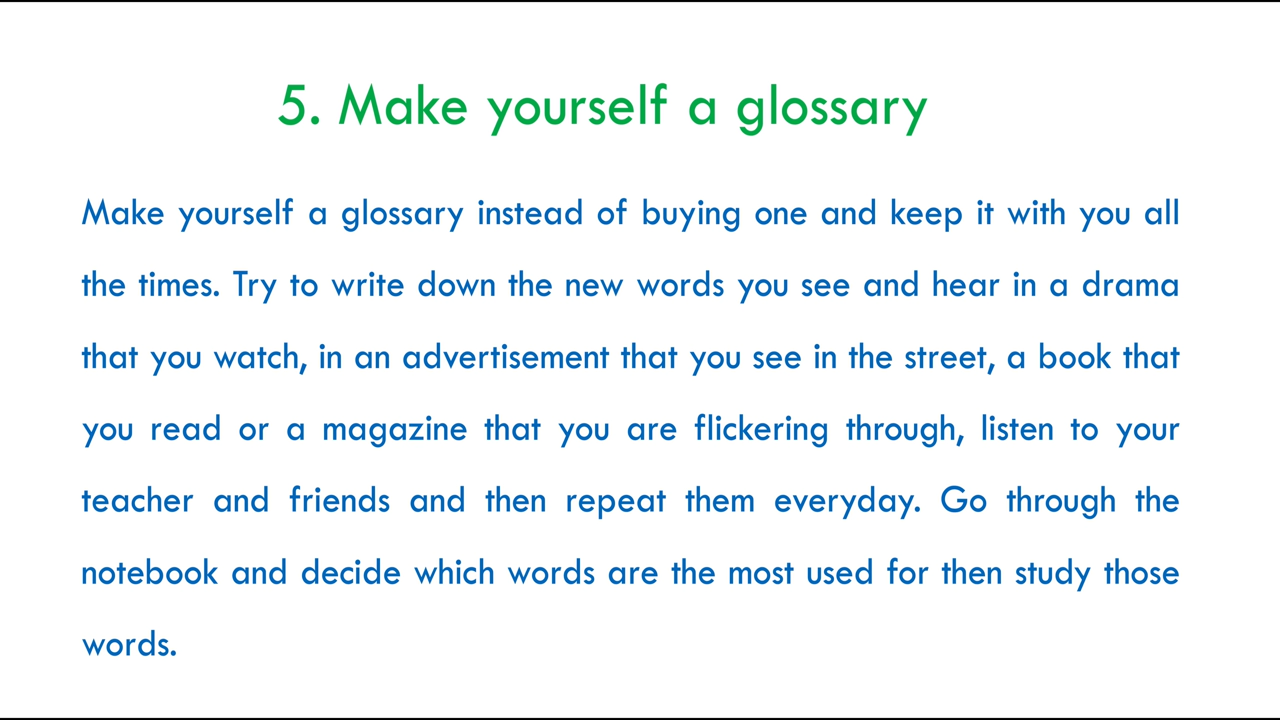 5. Make yourself a glossary
Make yourself a glossary instead of buying one and keep it with you all
the times. Try to write down the new words you see and hear in a drama
that you watch, in an advertisement that you see in the street, a book that
you read or a magazine that you are flickering through, listen to your
teacher and friends and then repeat them everyday. Go through the
notebook and decide which words are the most used for then study those
words.